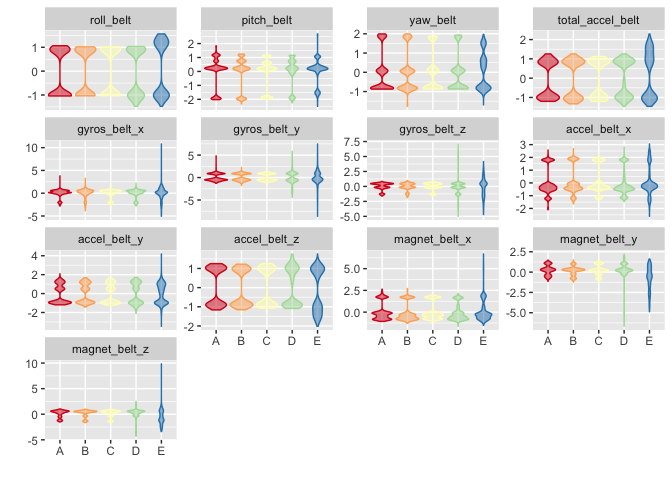 roll_belt pitch_belt yaw_belt total_accel_belt
1 0 -1
2 1 0 -1 -2
2 1 0 -1
2 1 0 -1
gyros_belt_x gyros_belt_y gyros_belt_z accel_belt_x
10 5 0 -5
5 0 -5
7.5 5.0 2.5 0.0 -2.5 -5.0
3 2 1 0 -1 -2
accel_belt_y accel_belt_z magnet_belt_x magnet_belt_y
4 2 0 -2
1 0 -1 -2
5.0 2.5 0.0
2.5 0.0 -2.5 -5.0
A B C D E A B C D E A B C D E
magnet_belt_z
10 5 0 -5
A B C D E